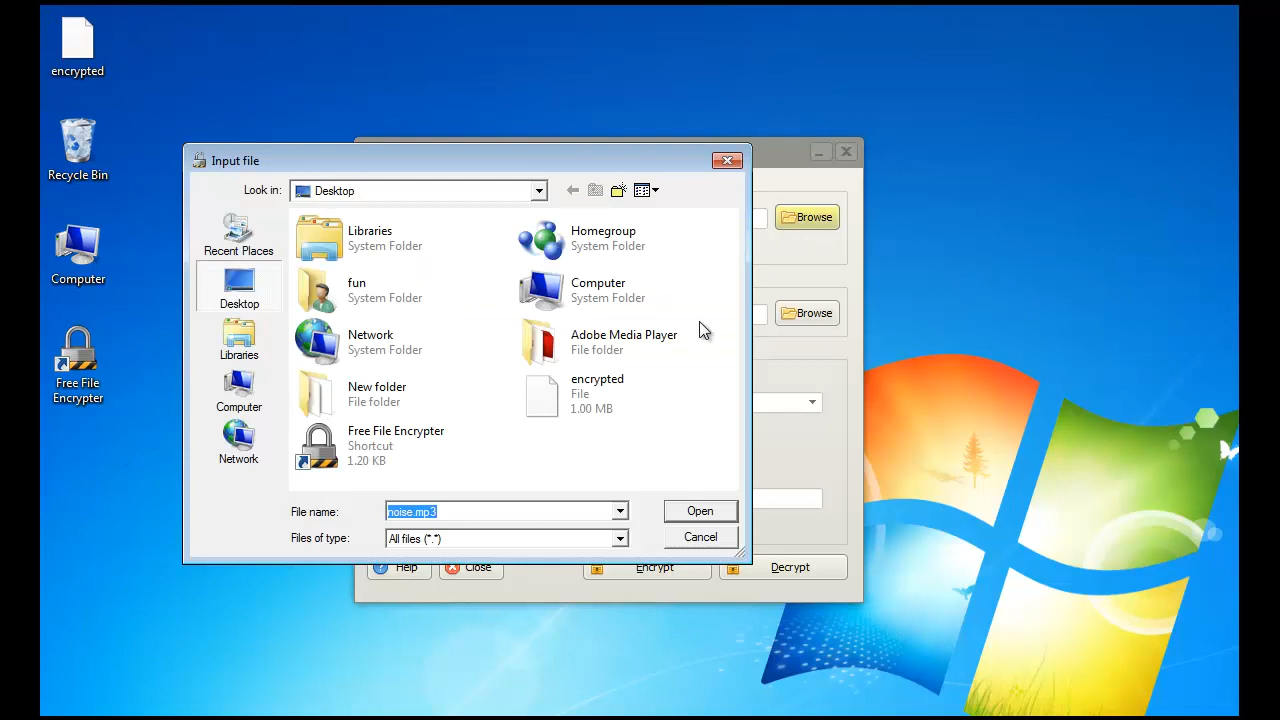 encrypted
Recycle Bin
Computer
Free File
Encrypter
Input file
Look in:
Desktop
Recent Places
Desktop
Libraries
Computer
Network
Libraries
System Folder
Homegroup
System Folder
fun
System Folder
Computer
System Folder
Network
System Folder
Adobe Media Player
File folder
New folder
File folder
encrypted
File
1.00 MB
Free File Encrypter
Shortcut
1.20 KB
File name:
noise.mp3
Open
Files of type:
All files (*.*)
Cancel
Browse
Browse
Help
Close
Encrypt
Decrypt